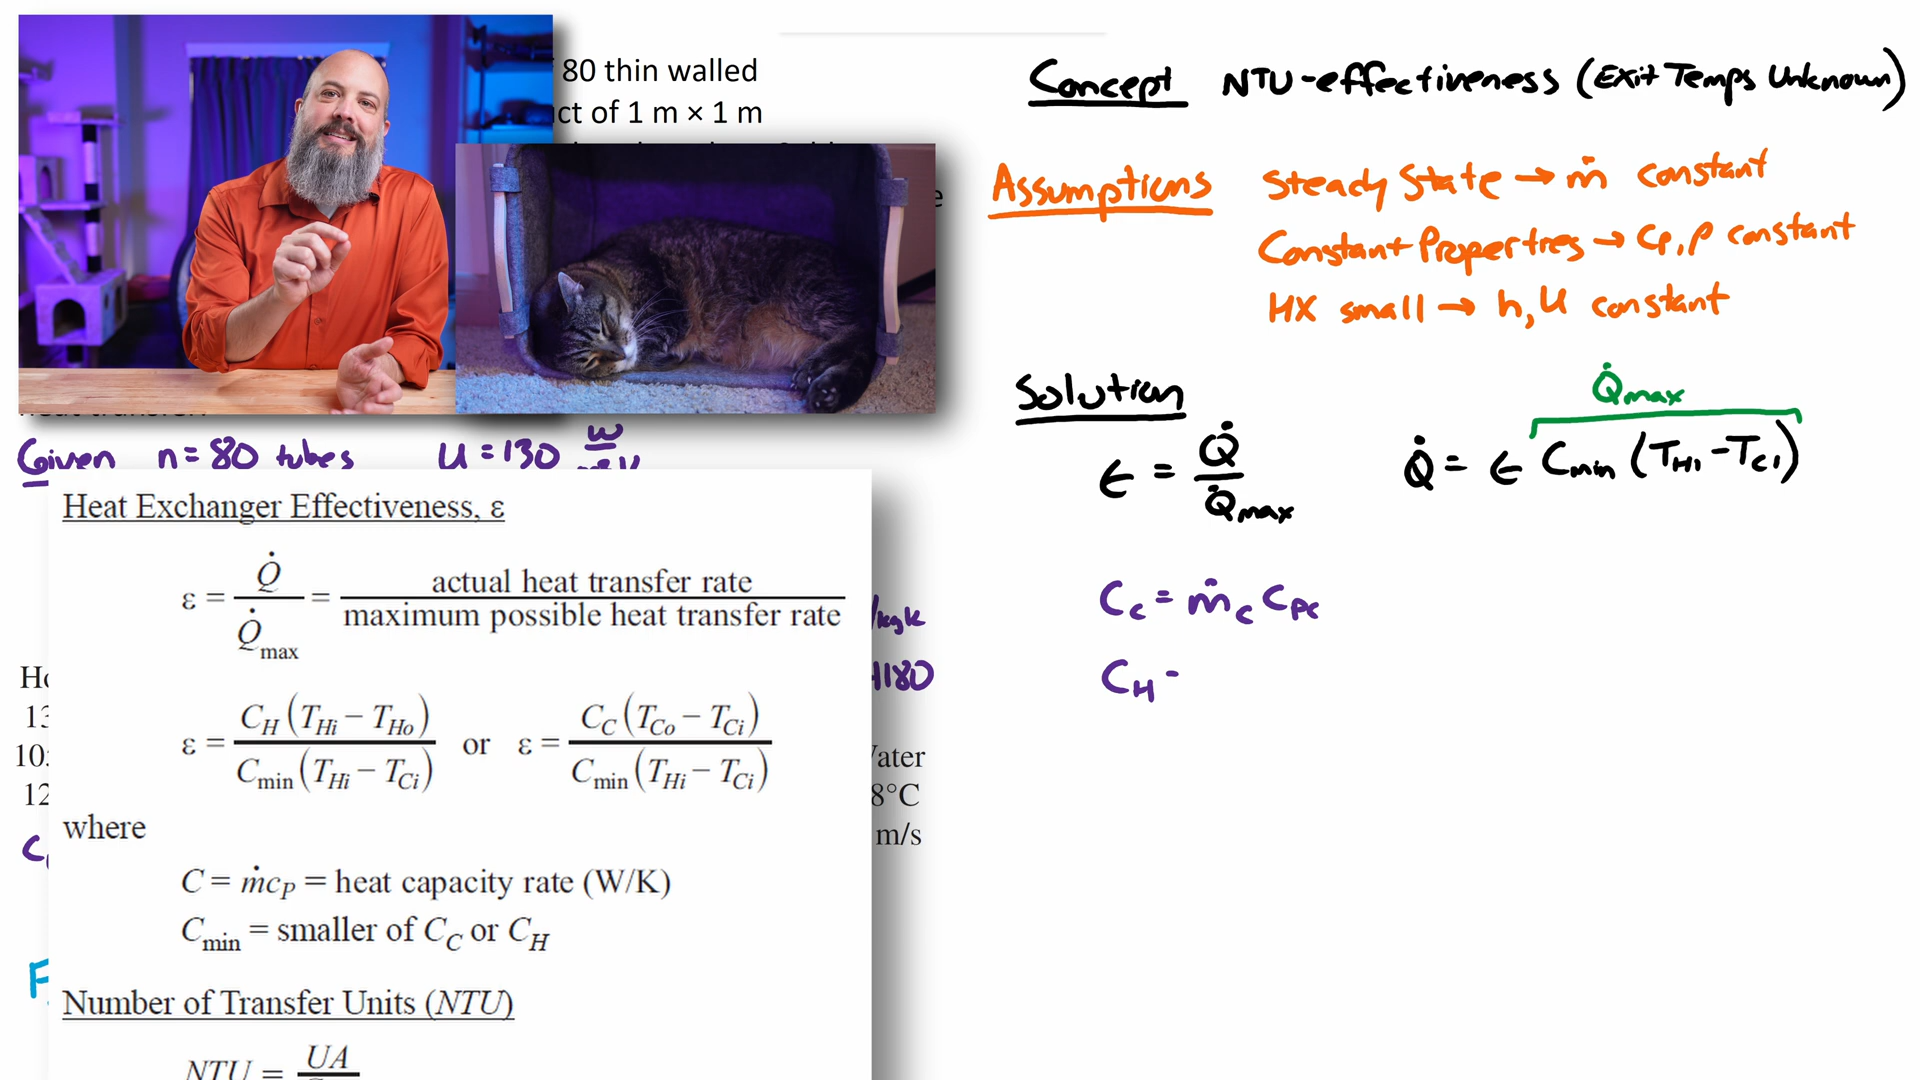 80 thin walled
ct of 1 m × 1 m
Given n = 80 tubes U = 130 W
Heat Exchanger Effectiveness, ε
ε = Q̇ / Q̇max = actual heat transfer rate / maximum possible heat transfer rate
/kgK
4180
ε = CH (THi − THo) / Cmin (THi − TCi) or ε = CC (TCo − TCi) / Cmin (THi − TCi)
Water
8°C
m/s
where
C = ṁcP = heat capacity rate (W/K)
Cmin = smaller of CC or CH
Number of Transfer Units (NTU)
NTU = UA
Concept NTU-effectiveness (Exit Temps Unknown)
Assumptions Steady State → ṁ constant
Constant Propertres → Cp, ρ constant
HX small → h, U constant
Solution
Q̇max
ε = Q̇ / Q̇max Q̇ = ε Cmin (THi − TCi)
Cc = ṁc Cpc
CH -